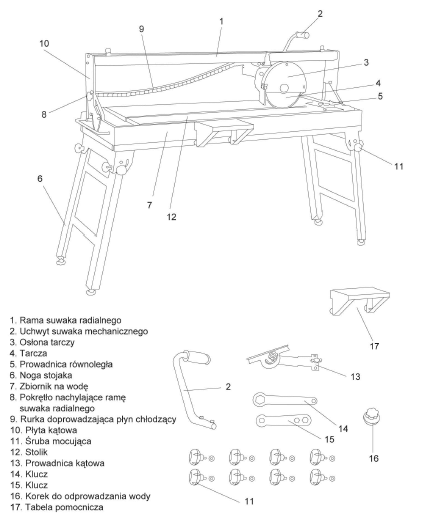 1
2
10
9
3
4
5
8
11
6
7
12
17
1. Rama suwaka radialnego
2. Uchwyt suwaka mechanicznego
3. Osłona tarczy
4. Tarcza
5. Prowadnica równoległa
6. Noga stojaka
7. Zbiornik na wodę
8. Pokrętło nachylające ramę
suwaka radialnego
9. Rurka doprowadzająca płyn chłodzący
10. Płyta kątowa
11. Śruba mocująca
12. Stolik
13. Prowadnica kątowa
14. Klucz
15. Klucz
16. Korek do odprowadzania wody
17. Tabela pomocnicza
2
13
14
15
16
11